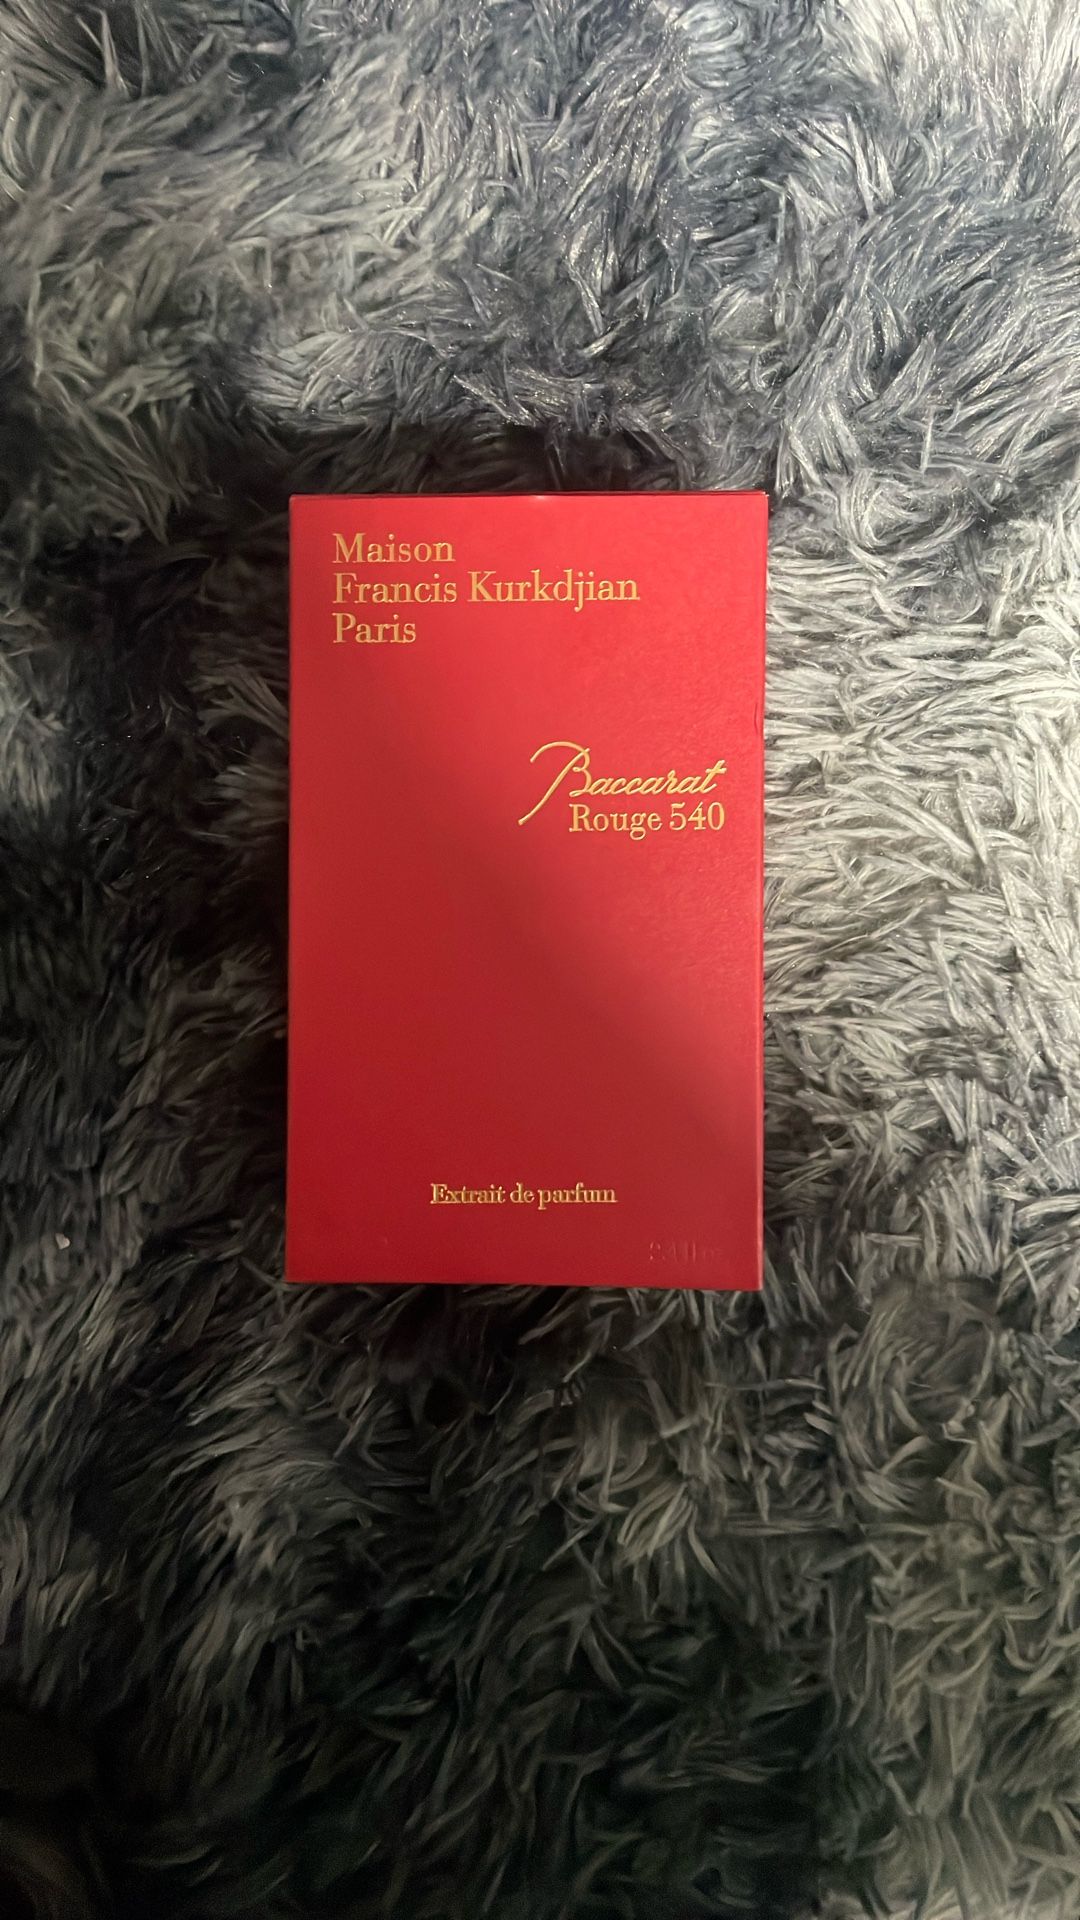 Maison
Francis Kurkdjian
Paris
Baccarat
Rouge 540
Extrait de parfum